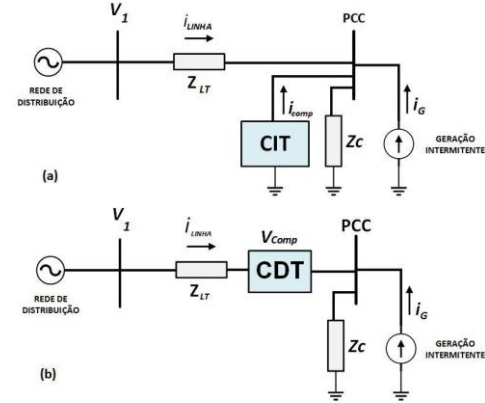 V1
iLINHA
PCC
ZLT
REDE DE
DISTRIBUIÇÃO
icomp
iG
CIT
Zc
GERAÇÃO
INTERMITENTE
(a)
V1
iLINHA
VComp
PCC
CDT
ZLT
REDE DE
DISTRIBUIÇÃO
iG
Zc
GERAÇÃO
INTERMITENTE
(b)